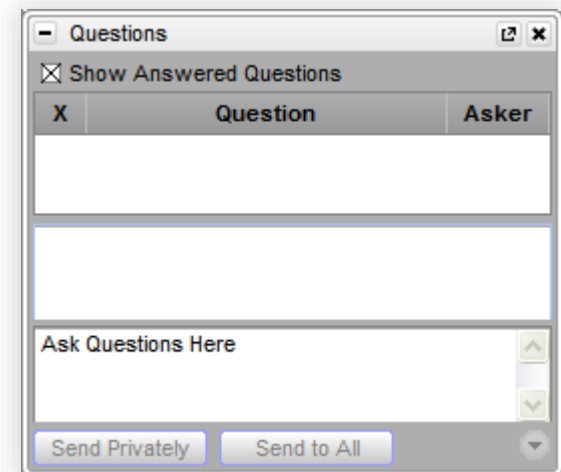 Questions
Show Answered Questions
X Question Asker
Ask Questions Here
Send Privately Send to All